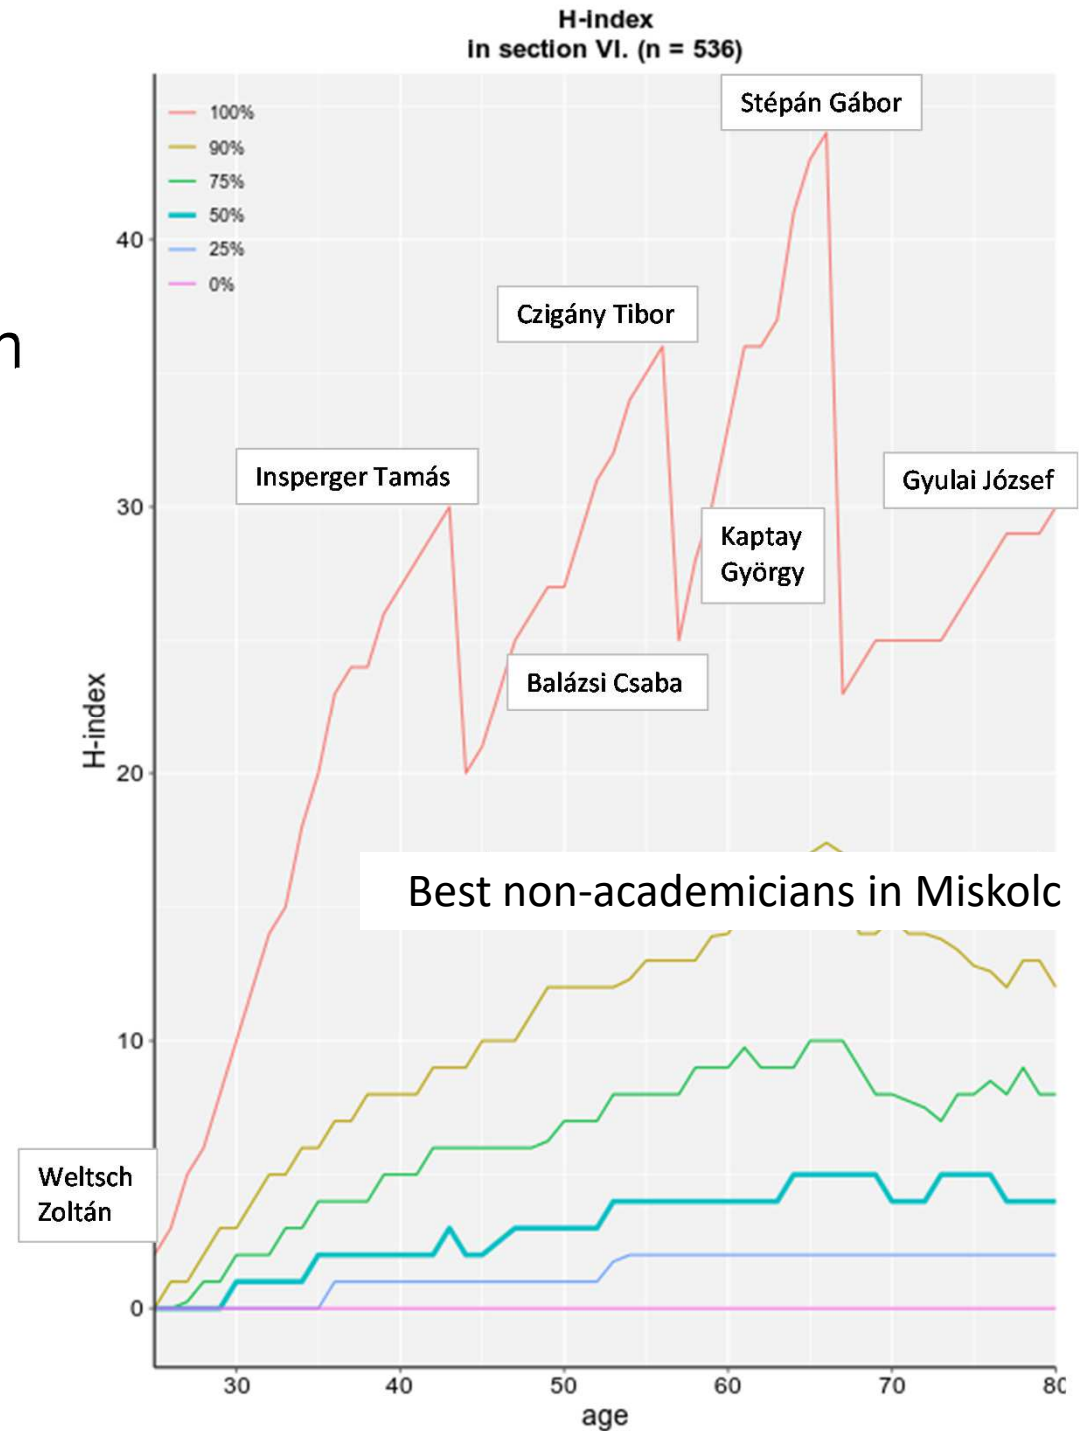 H-index
in section VI. (n = 536)
100%
90%
75%
50%
25%
0%
Stépán Gábor
Czigány Tibor
Insperger Tamás
Gyulai József
Kaptay
György
Balázsi Csaba
Best non-academicians in Miskolc
Weltsch
Zoltán
H-index
40
30
20
10
0
30
40
50
60
70
80
age
n